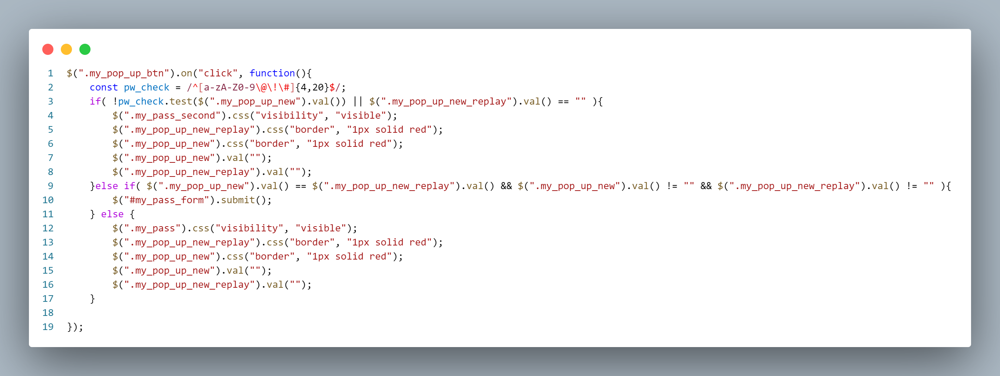 1 $(".my_pop_up_btn").on("click", function(){
2     const pw_check = /^[a-zA-Z0-9\@\!\#]{4,20}$/;
3     if( !pw_check.test($(".my_pop_up_new").val()) || $(".my_pop_up_new_replay").val() == "" ){
4         $(".my_pass_second").css("visibility", "visible");
5         $(".my_pop_up_new_replay").css("border", "1px solid red");
6         $(".my_pop_up_new").css("border", "1px solid red");
7         $(".my_pop_up_new").val("");
8         $(".my_pop_up_new_replay").val("");
9     }else if( $(".my_pop_up_new").val() == $(".my_pop_up_new_replay").val() && $(".my_pop_up_new").val() != "" && $(".my_pop_up_new_replay").val() != "" ){
10         $("#my_pass_form").submit();
11     } else {
12         $(".my_pass").css("visibility", "visible");
13         $(".my_pop_up_new_replay").css("border", "1px solid red");
14         $(".my_pop_up_new").css("border", "1px solid red");
15         $(".my_pop_up_new").val("");
16         $(".my_pop_up_new_replay").val("");
17     }
18
19 });